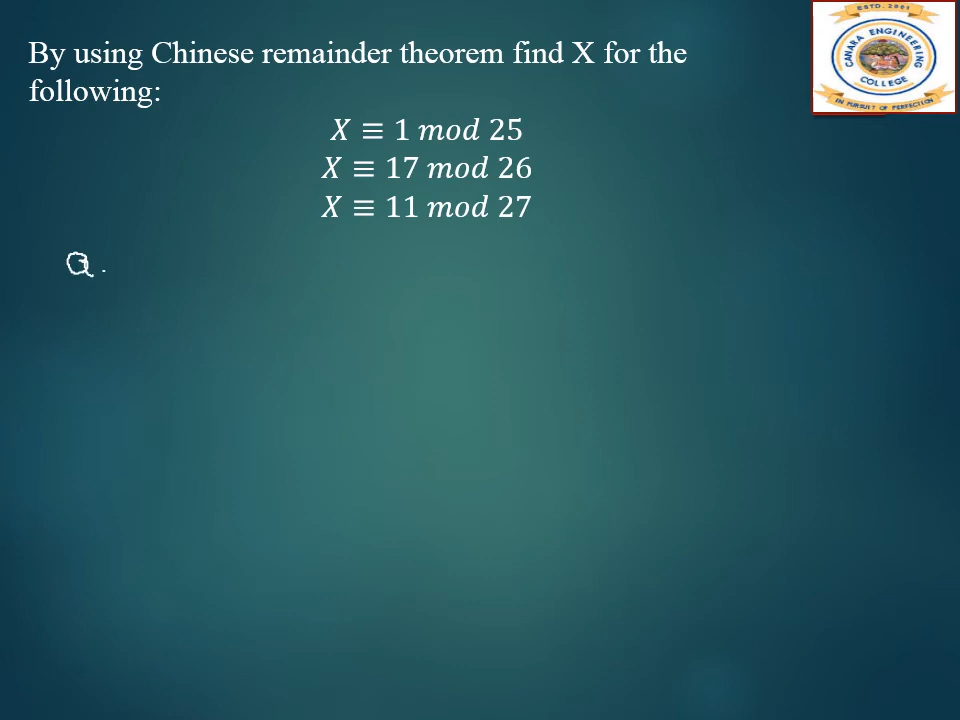 ESTD. 2001
CANARA ENGINEERING
COLLEGE
IN PURSUIT OF PERFECTION
By using Chinese remainder theorem find X for the
following:
X ≡ 1 mod 25
X ≡ 17 mod 26
X ≡ 11 mod 27